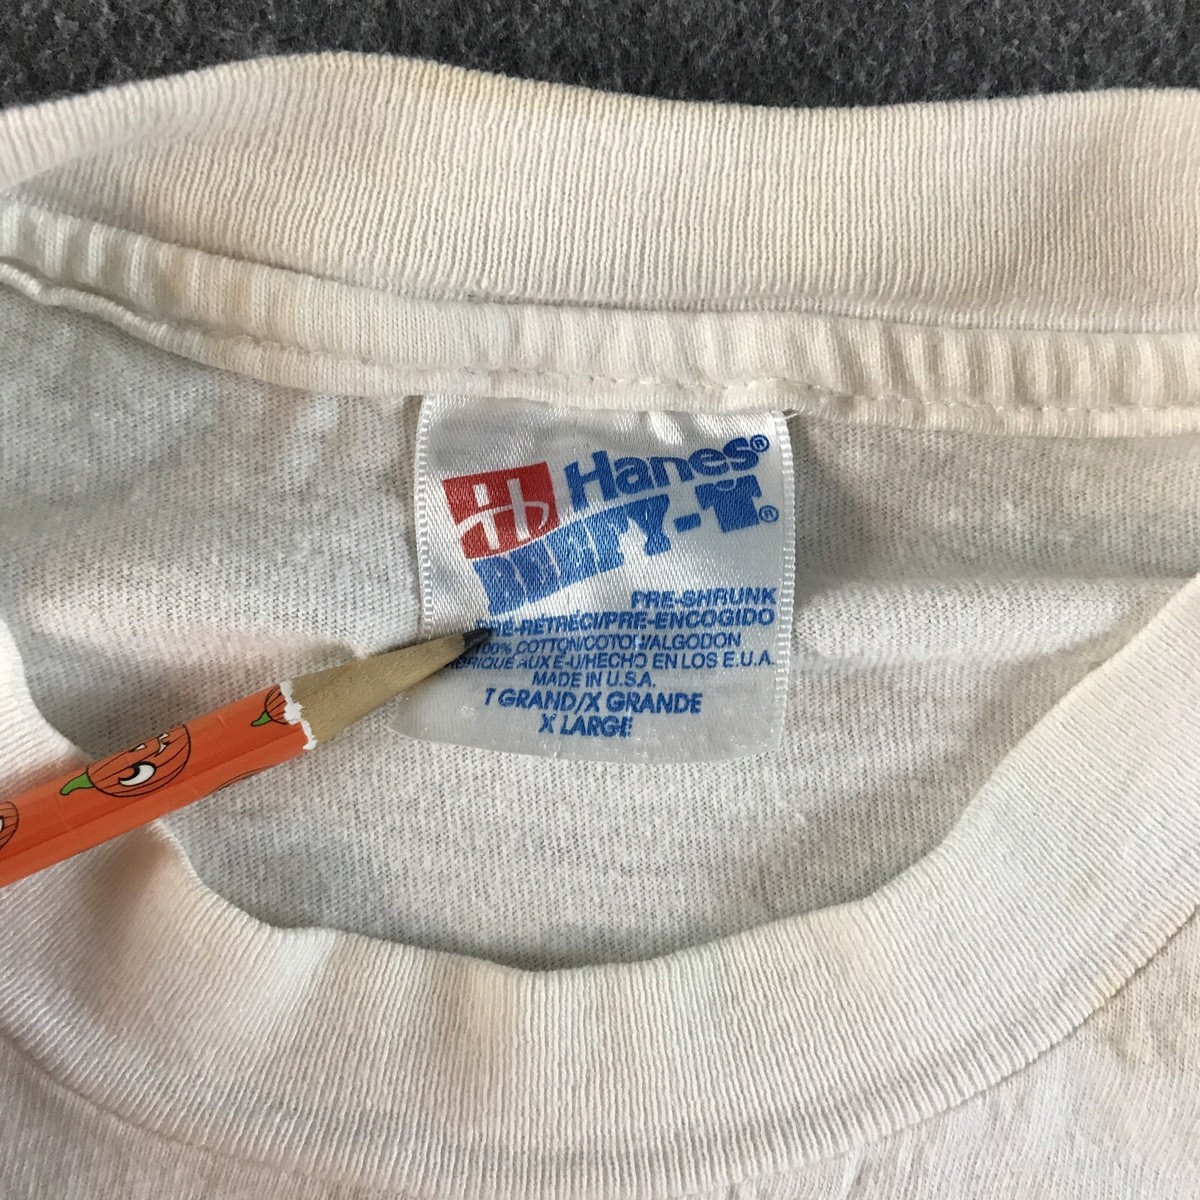 Hanes®
BEEFY-T®
PRE-SHRUNK
PRE-RETRÉCI/PRE-ENCOGIDO
100% COTTON/COTON/ALGODON
FABRIQUE AUX E-U/HECHO EN LOS E.U.A.
MADE IN U.S.A.
T GRAND/X GRANDE
X LARGE